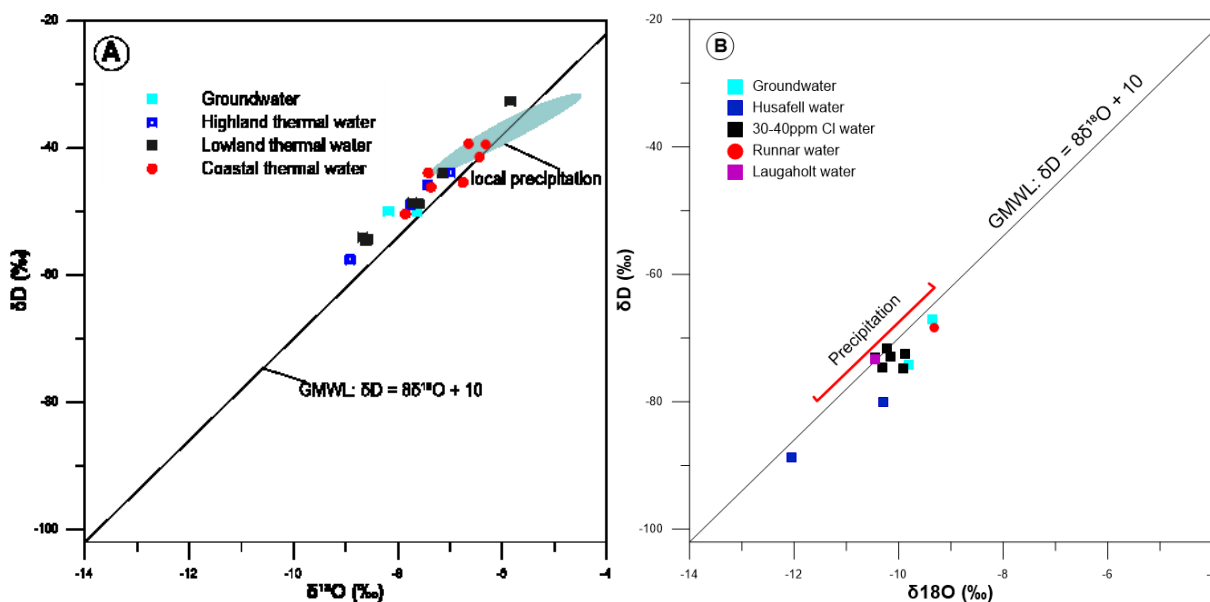 A
Groundwater
Highland thermal water
Lowland thermal water
Coastal thermal water
local precipitation
GMWL: δD = 8δ¹⁸O + 10
-20
-40
-60
-80
-100
δD (‰)
-14
-12
-10
-8
-6
-4
δ¹⁸O (‰)
B
Groundwater
Husafell water
30-40ppm Cl water
Runnar water
Laugaholt water
GMWL: δD = 8δ¹⁸O + 10
Precipitation
-20
-40
-60
-80
-100
δD (‰)
-14
-12
-10
-8
-6
-4
δ18O (‰)